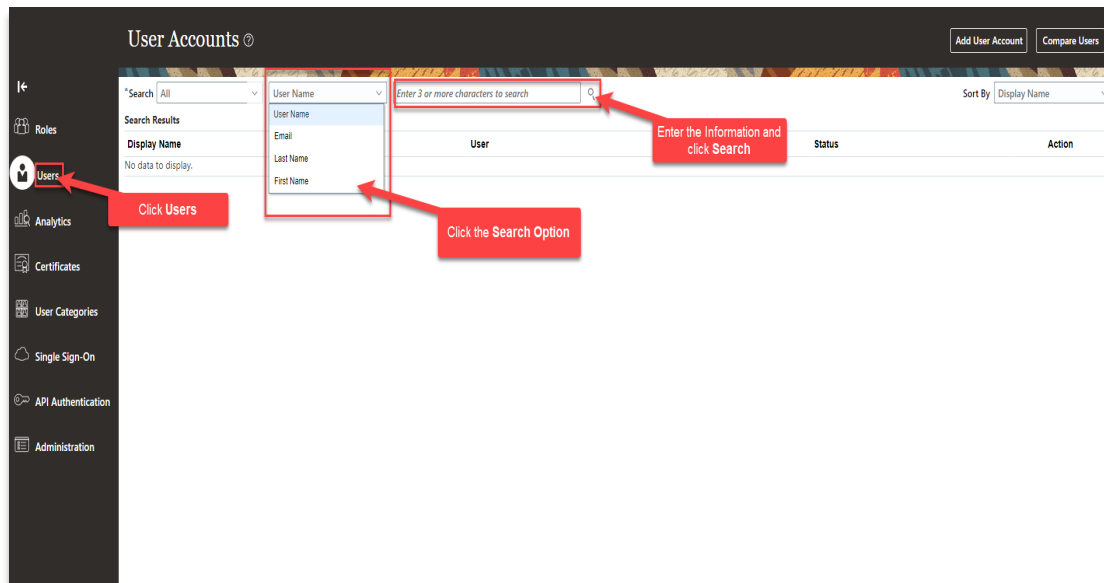 User Accounts
Add User Account
Compare Users
*Search All
User Name
Enter 3 or more characters to search
Sort By Display Name
User Name
Email
Last Name
First Name
Search Results
Display Name
User
Status
Action
No data to display.
Roles
Users
Analytics
Certificates
User Categories
Single Sign-On
API Authentication
Administration
Click Users
Click the Search Option
Enter the Information and
click Search